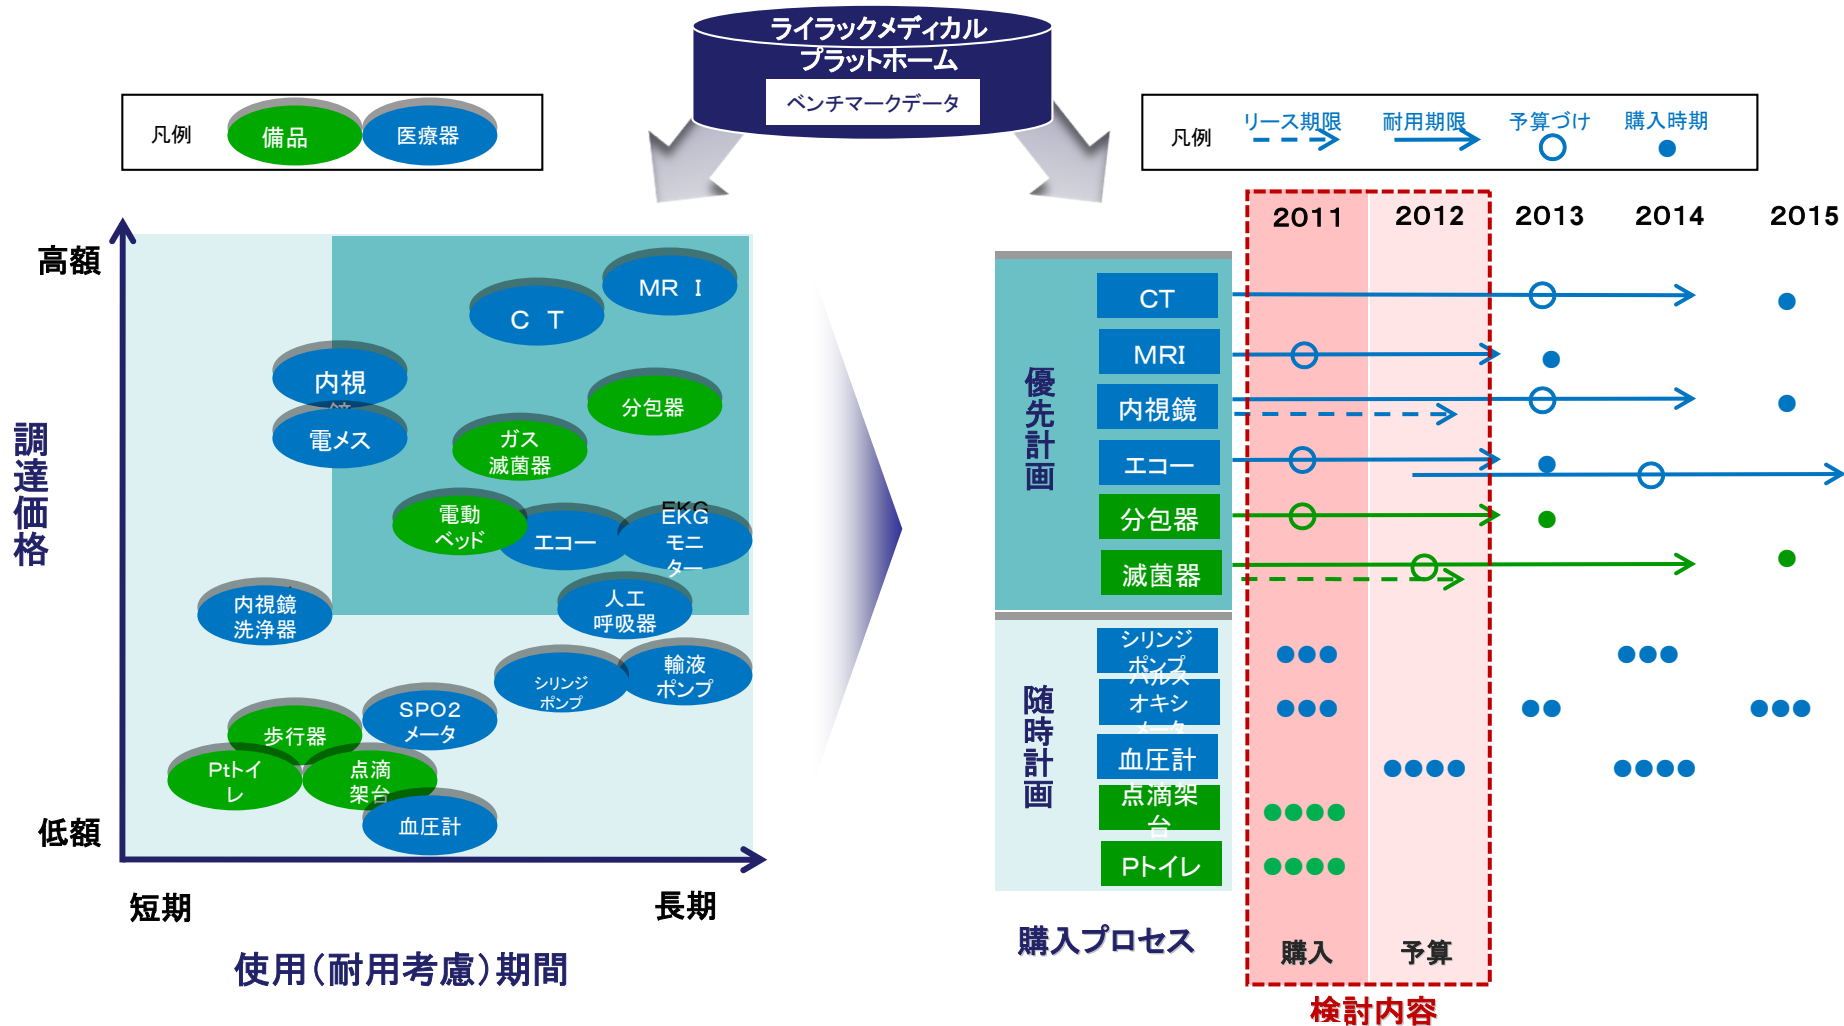 ライラックメディカル
プラットホーム
ベンチマークデータ
凡例
備品
医療器
凡例
リース期限
耐用期限
予算づけ
購入時期
高額
調達価格
低額
短期
長期
使用（耐用考慮）期間
MR I
C T
内視
電メス
分包器
ガス
滅菌器
電動
ベッド
エコー
EKG
EKG
モニ
ター
内視鏡
洗浄器
人工
呼吸器
シリンジ
ポンプ
輸液
ポンプ
SPO2
メータ
歩行器
Ptトイ
レ
点滴
架台
血圧計
2011
2012
2013
2014
2015
優先計画
CT
MRI
内視鏡
エコー
分包器
滅菌器
随時計画
シリンジ
ポンプ
パルス
オキシ
メータ
血圧計
点滴架
台
Pトイレ
購入プロセス
購入
予算
検討内容